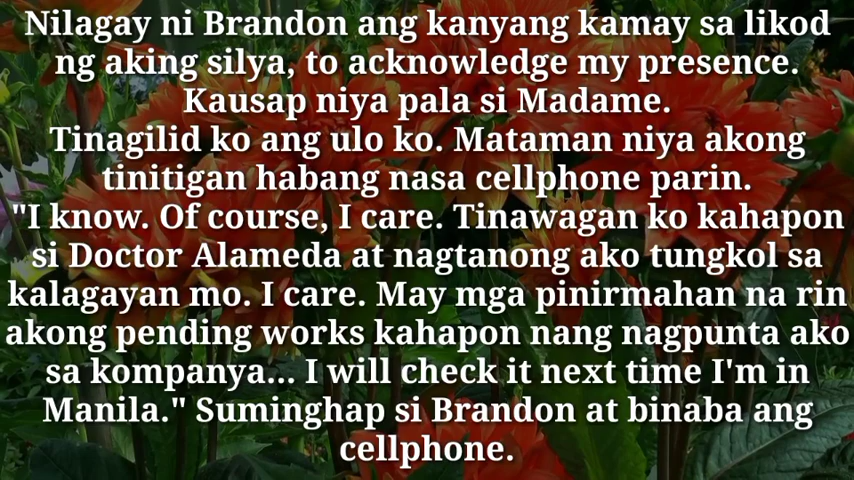 Nilagay ni Brandon ang kanyang kamay sa likod
ng aking silya, to acknowledge my presence.
Kausap niya pala si Madame.
Tinagilid ko ang ulo ko. Mataman niya akong
tinitigan habang nasa cellphone parin.
"I know. Of course, I care. Tinawagan ko kahapon
si Doctor Alameda at nagtanong ako tungkol sa
kalagayan mo. I care. May mga pinirmahan na rin
akong pending works kahapon nang nagpunta ako
sa kompanya... I will check it next time I'm in
Manila." Suminghap si Brandon at binaba ang
cellphone.